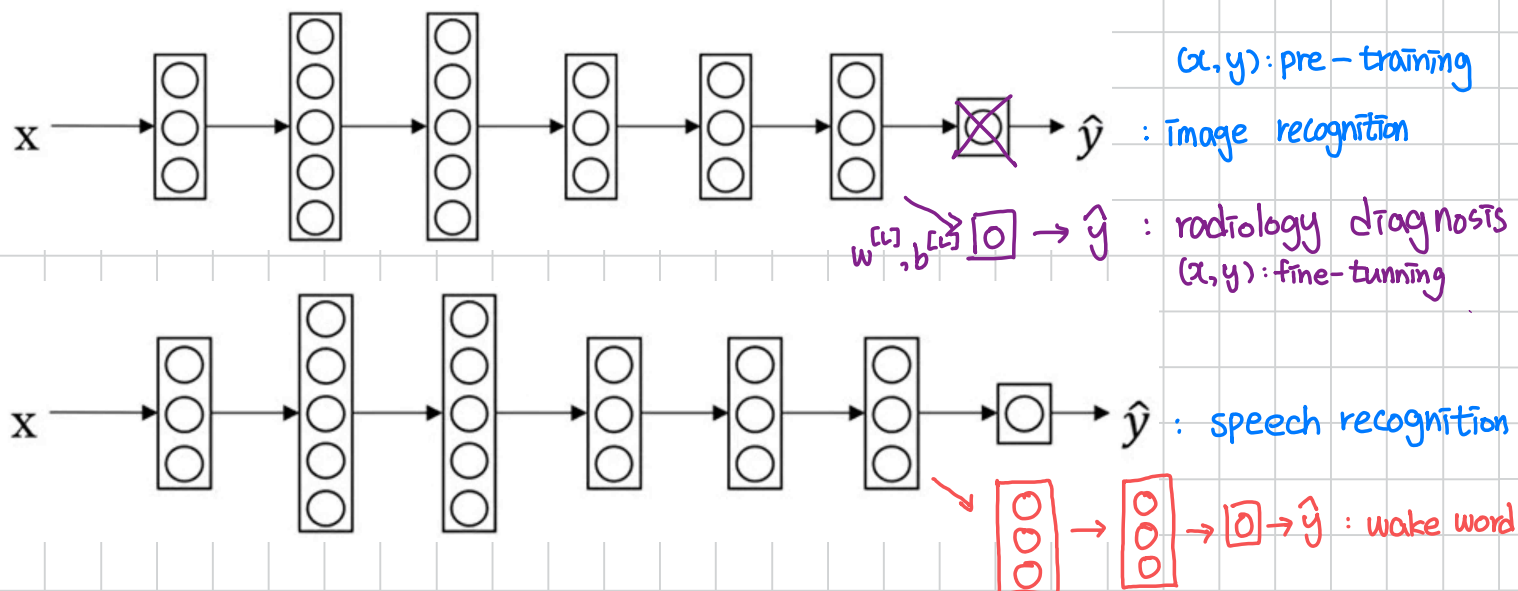 (x, y) : pre-training
x ŷ : image recognition
w[L], b[L] → ŷ : radiology diagnosis
(x, y) : fine-tunning
x ŷ : speech recognition
→ → → ŷ : wake word